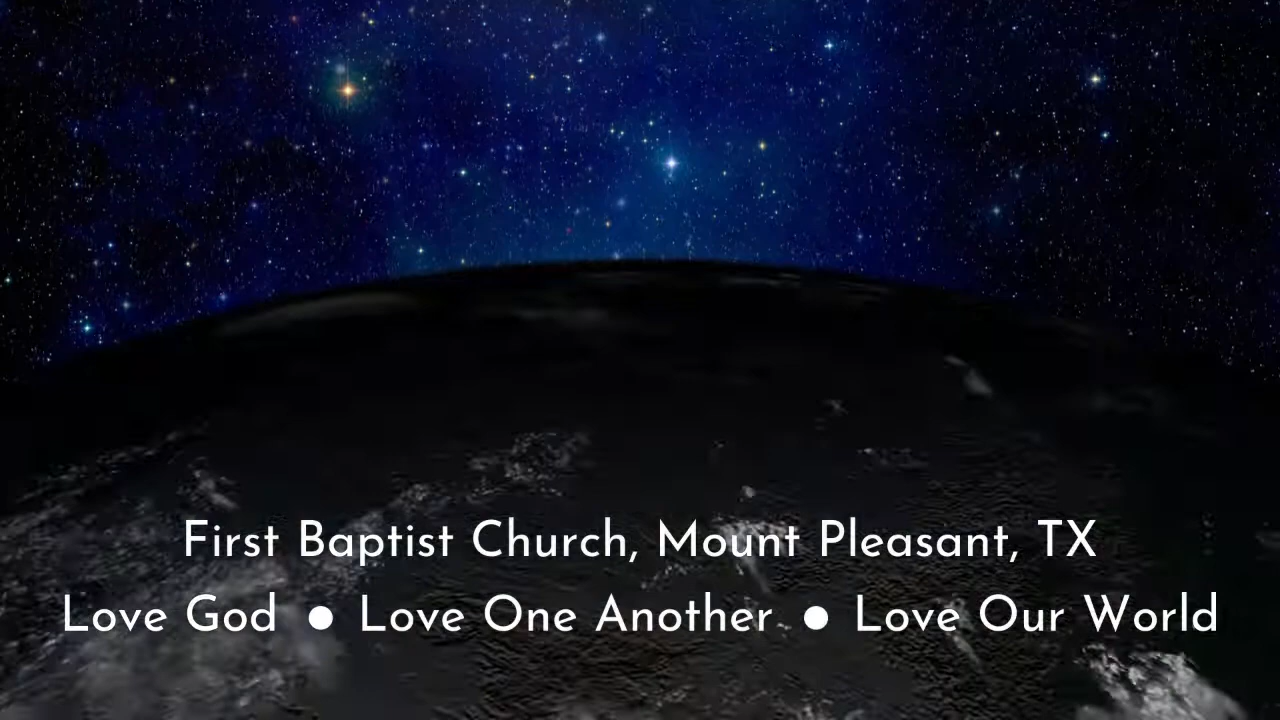 First Baptist Church, Mount Pleasant, TX
Love God ● Love One Another ● Love Our World